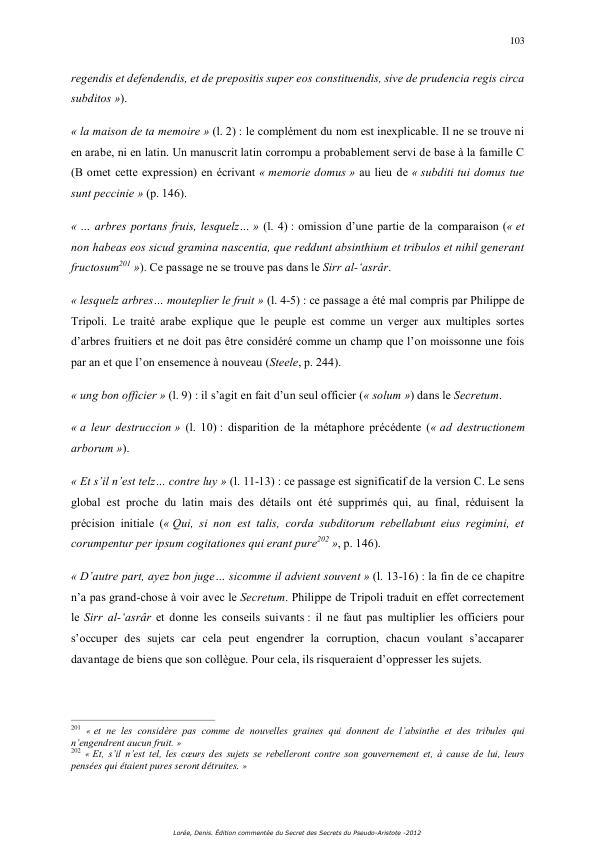 103
regendis et defendendis, et de prepositis super eos constituendis, sive de prudencia regis circa
subditos »).
« la maison de ta memoire » (l. 2) : le complément du nom est inexplicable. Il ne se trouve ni
en arabe, ni en latin. Un manuscrit latin corrompu a probablement servi de base à la famille C
(B omet cette expression) en écrivant « memorie domus » au lieu de « subditi tui domus tue
sunt peccinie » (p. 146).
« … arbres portans fruis, lesquelz… » (l. 4) : omission d’une partie de la comparaison (« et
non habeas eos sicud gramina nascentia, que reddunt absinthium et tribulos et nihil generant
fructosum201 »). Ce passage ne se trouve pas dans le Sirr al-‘asrâr.
« lesquelz arbres… mouteplier le fruit » (l. 4-5) : ce passage a été mal compris par Philippe de
Tripoli. Le traité arabe explique que le peuple est comme un verger aux multiples sortes
d’arbres fruitiers et ne doit pas être considéré comme un champ que l’on moissonne une fois
par an et que l’on ensemence à nouveau (Steele, p. 244).
« ung bon officier » (l. 9) : il s’agit en fait d’un seul officier (« solum ») dans le Secretum.
« a leur destruccion » (l. 10) : disparition de la métaphore précédente (« ad destructionem
arborum »).
« Et s’il n’est telz… contre luy » (l. 11-13) : ce passage est significatif de la version C. Le sens
global est proche du latin mais des détails ont été supprimés qui, au final, réduisent la
précision initiale (« Qui, si non est talis, corda subditorum rebellabunt eius regimini, et
corumpentur per ipsum cogitationes qui erant pure202 », p. 146).
« D’autre part, ayez bon juge… sicomme il advient souvent » (l. 13-16) : la fin de ce chapitre
n’a pas grand-chose à voir avec le Secretum. Philippe de Tripoli traduit en effet correctement
le Sirr al-‘asrâr et donne les conseils suivants : il ne faut pas multiplier les officiers pour
s’occuper des sujets car cela peut engendrer la corruption, chacun voulant s’accaparer
davantage de biens que son collègue. Pour cela, ils risqueraient d’oppresser les sujets.
201 « et ne les considère pas comme de nouvelles graines qui donnent de l’absinthe et des tribules qui
n’engendrent aucun fruit. »
202 « Et, s’il n’est tel, les cœurs des sujets se rebelleront contre son gouvernement et, à cause de lui, leurs
pensées qui étaient pures seront détruites. »
Lorée, Denis. Édition commentée du Secret des Secrets du Pseudo-Aristote -2012